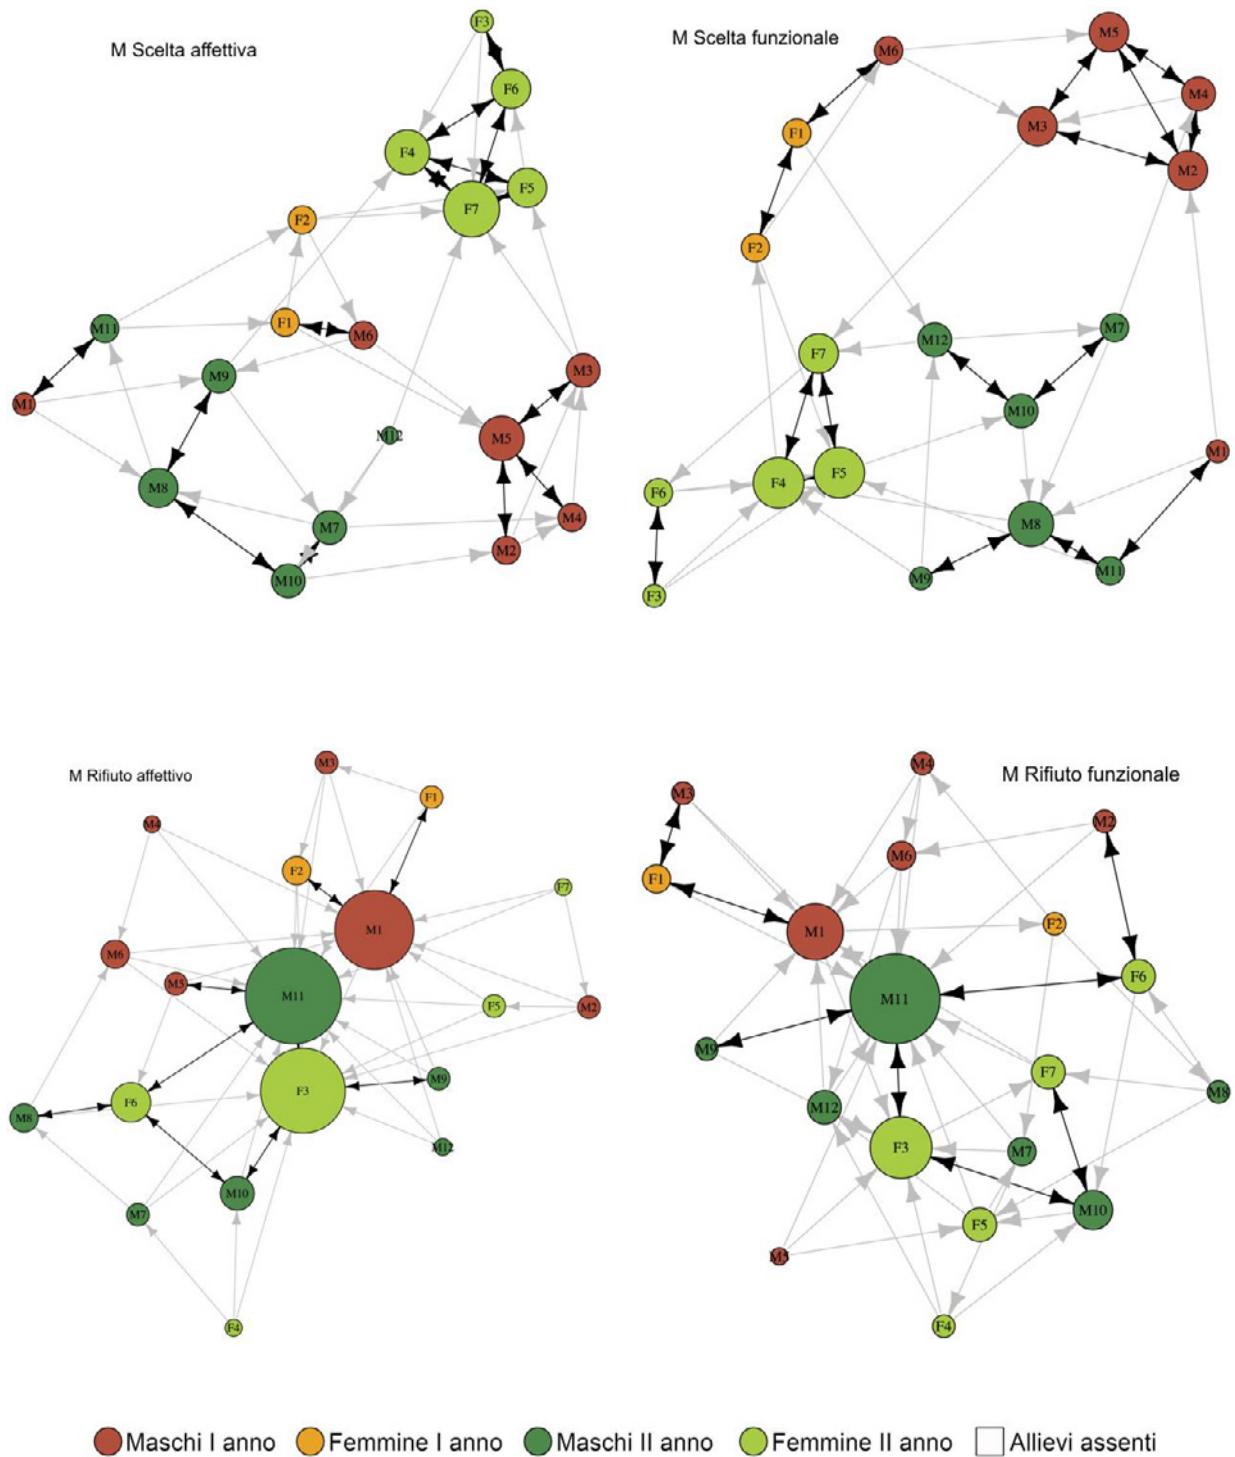 M Scelta affettiva
F3
F6
F4
F5
F7
F2
M11
F1
M6
M9
M3
M1
M12
M5
M8
M4
M7
M2
M10
M Scelta funzionale
M5
M6
M4
M3
F1
M2
F2
M7
M12
F7
M10
M1
F5
F4
F6
M8
M11
M9
F3
M Rifiuto affettivo
M3
F1
M4
F2
F7
M1
M6
M5
M11
F5
M2
M9
F3
F6
M8
M12
M10
M7
F4
M Rifiuto funzionale
M4
M3
M2
M6
F1
F2
M1
F6
M11
M9
F7
M8
M12
F3
M7
M10
F5
M5
F4
Maschi I anno Femmine I anno Maschi II anno Femmine II anno Allievi assenti